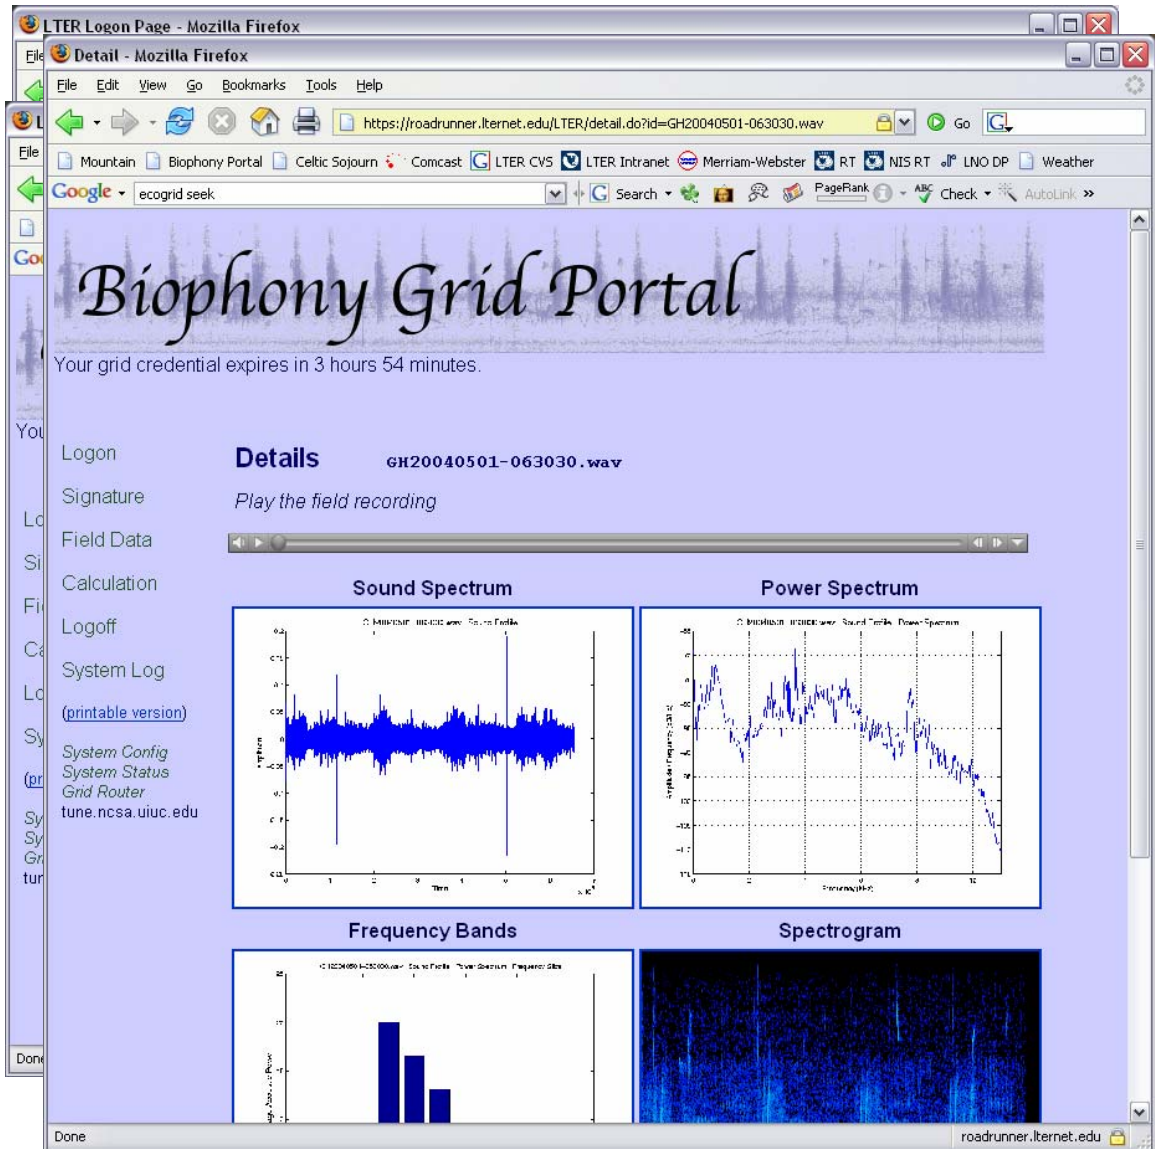 LTER Logon Page - Mozilla Firefox
Detail - Mozilla Firefox
File Edit View Go Bookmarks Tools Help
https://roadrunner.lternet.edu/LTER/detail.do?id=GH20040501-063030.wav Go
Mountain Biophony Portal Celtic Sojourn Comcast LTER CVS LTER Intranet Merriam-Webster RT NIS RT LNO DP Weather
Google ecogrid seek Search PageRank ABC Check AutoLink
Biophony Grid Portal
Your grid credential expires in 3 hours 54 minutes.
Logon
Signature
Field Data
Calculation
Logoff
System Log
(printable version)
System Config
System Status
Grid Router
tune.ncsa.uiuc.edu
Details GH20040501-063030.wav
Play the field recording
Sound Spectrum Power Spectrum
Time
Frequency Bands Spectrogram
Done roadrunner.lternet.edu
File
Done